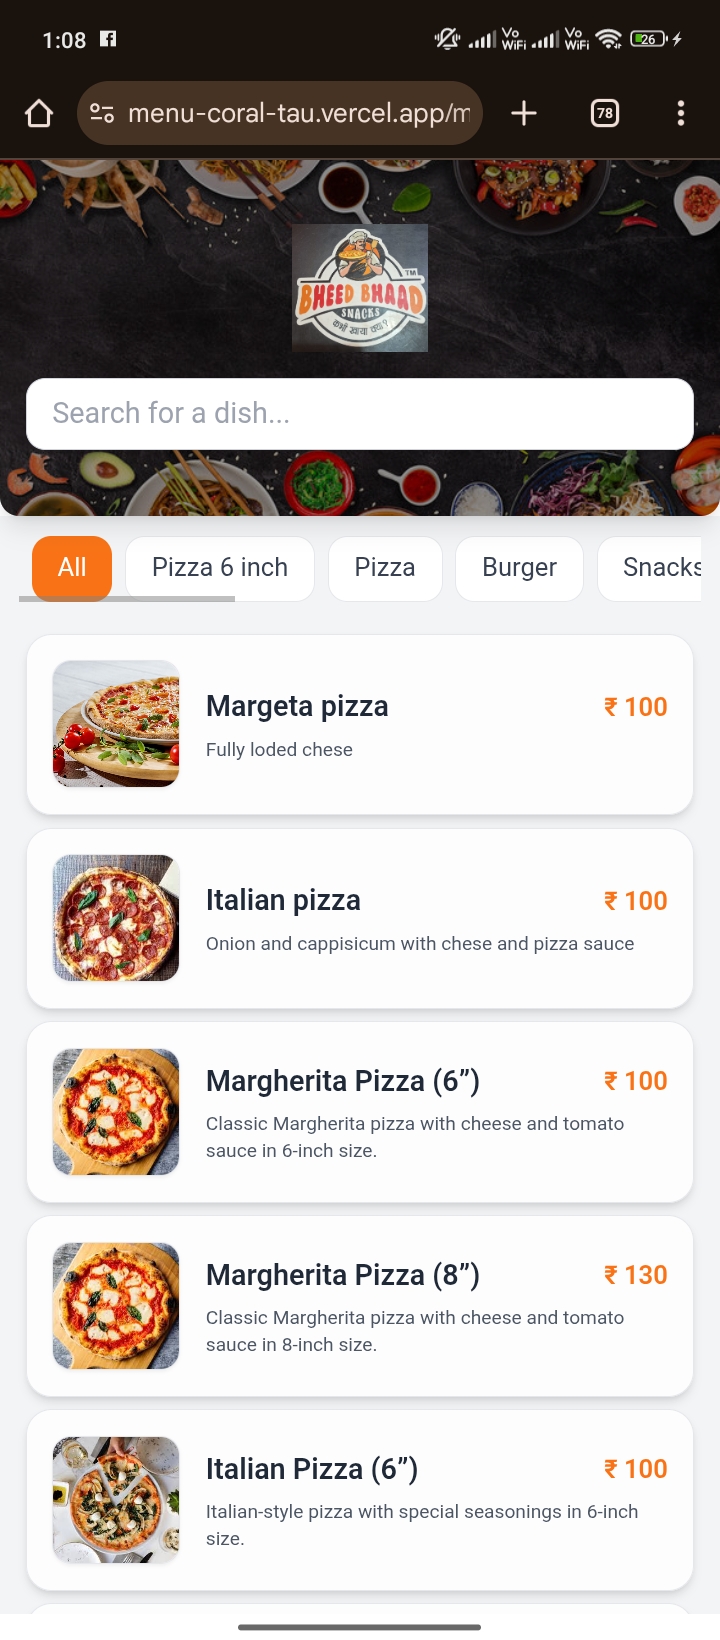 1:08
Vo
WiFi
Vo
WiFi
26
menu-coral-tau.vercel.app/m
78
TM
BHEED BHAAD
SNACKS
कभी खाया क्या?
Search for a dish...
All
Pizza 6 inch
Pizza
Burger
Snacks
Margeta pizza
₹ 100
Fully loded chese
Italian pizza
₹ 100
Onion and cappisicum with chese and pizza sauce
Margherita Pizza (6”)
₹ 100
Classic Margherita pizza with cheese and tomato
sauce in 6-inch size.
Margherita Pizza (8”)
₹ 130
Classic Margherita pizza with cheese and tomato
sauce in 8-inch size.
Italian Pizza (6”)
₹ 100
Italian-style pizza with special seasonings in 6-inch
size.